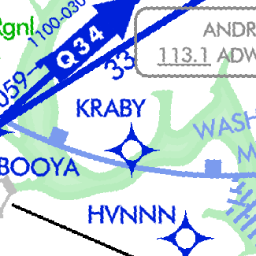 Rgnl
1100-030
Q34
059
33
ANDR
113.1 ADW
KRABY
WASH
M
BOOYA
HVNNN